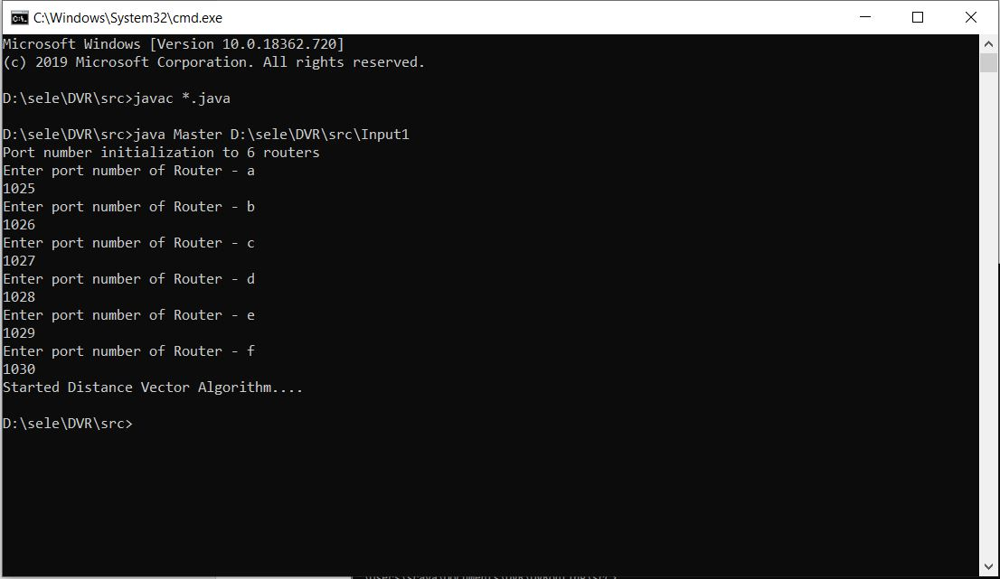 C:\Windows\System32\cmd.exe
Microsoft Windows [Version 10.0.18362.720]
(c) 2019 Microsoft Corporation. All rights reserved.
D:\sele\DVR\src>javac *.java
D:\sele\DVR\src>java Master D:\sele\DVR\src\Input1
Port number initialization to 6 routers
Enter port number of Router - a
1025
Enter port number of Router - b
1026
Enter port number of Router - c
1027
Enter port number of Router - d
1028
Enter port number of Router - e
1029
Enter port number of Router - f
1030
Started Distance Vector Algorithm....
D:\sele\DVR\src>